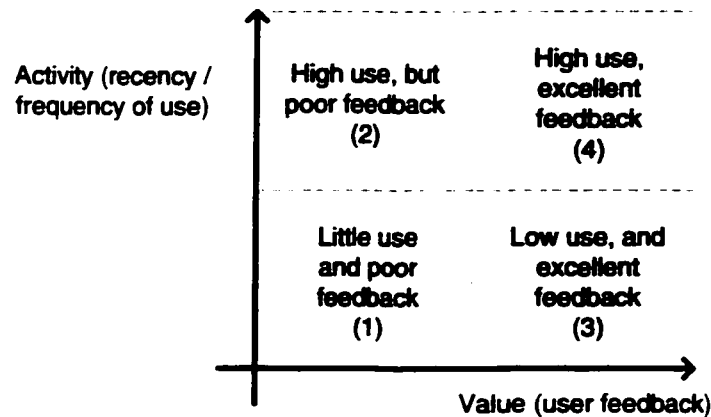 Activity (recency /
frequency of use)
High use, but
poor feedback
(2)
High use,
excellent
feedback
(4)
Little use
and poor
feedback
(1)
Low use, and
excellent
feedback
(3)
Value (user feedback)